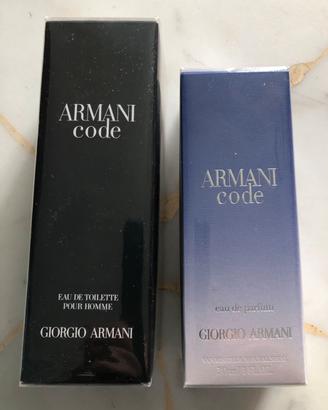 ARMANI
code
EAU DE TOILETTE
POUR HOMME
GIORGIO ARMANI
ARMANI
code
eau de parfum
GIORGIO ARMANI